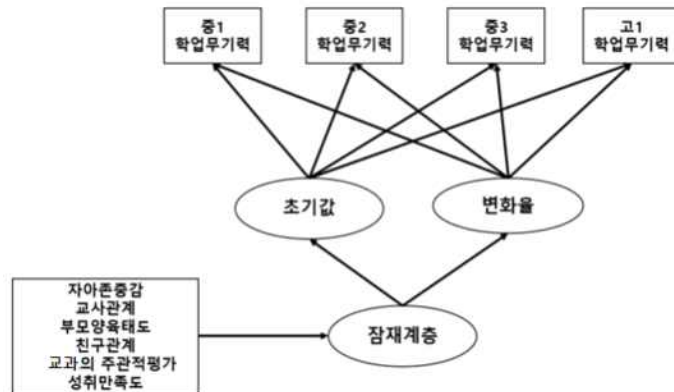 중1
학업무기력
중2
학업무기력
중3
학업무기력
고1
학업무기력
초기값
변화율
자아존중감
교사관계
부모양육태도
친구관계
교과의 주관적평가
성취만족도
잠재계층